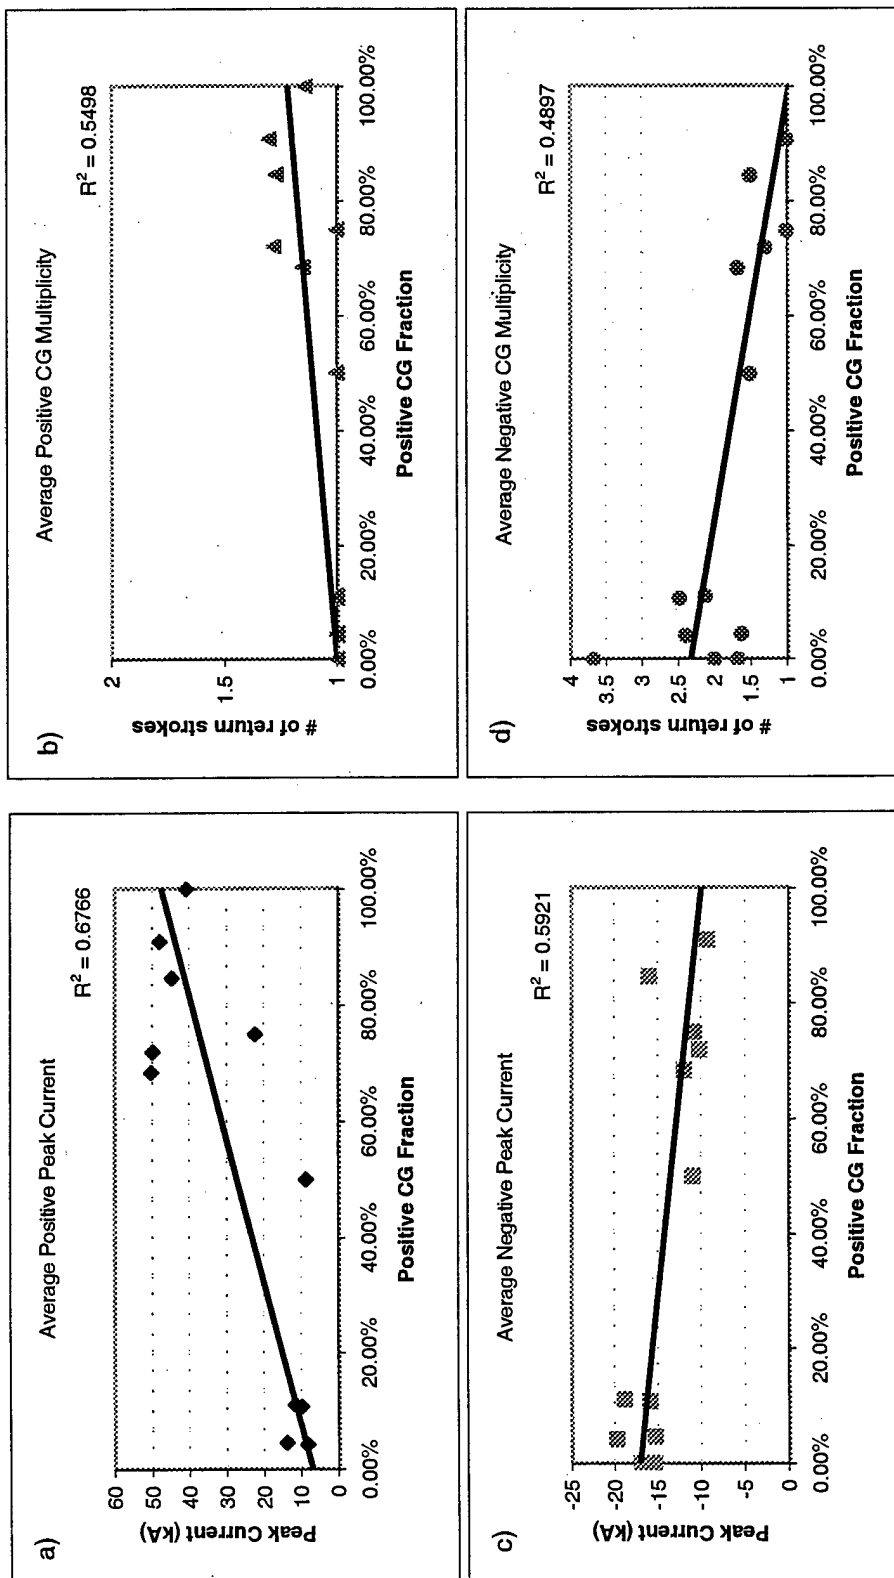 a)
Average Positive Peak Current
R² = 0.6766
Peak Current (kA)
60
50
40
30
20
10
0
0.00%
20.00%
40.00%
60.00%
80.00%
100.00%
Positive CG Fraction
b)
Average Positive CG Multiplicity
R² = 0.5498
# of return strokes
2
1.5
1
0.00%
20.00%
40.00%
60.00%
80.00%
100.00%
Positive CG Fraction
c)
Average Negative Peak Current
R² = 0.5921
Peak Current (kA)
-25
-20
-15
-10
-5
0
0.00%
20.00%
40.00%
60.00%
80.00%
100.00%
Positive CG Fraction
d)
Average Negative CG Multiplicity
R² = 0.4897
# of return strokes
4
3.5
3
2.5
2
1.5
1
0.00%
20.00%
40.00%
60.00%
80.00%
100.00%
Positive CG Fraction